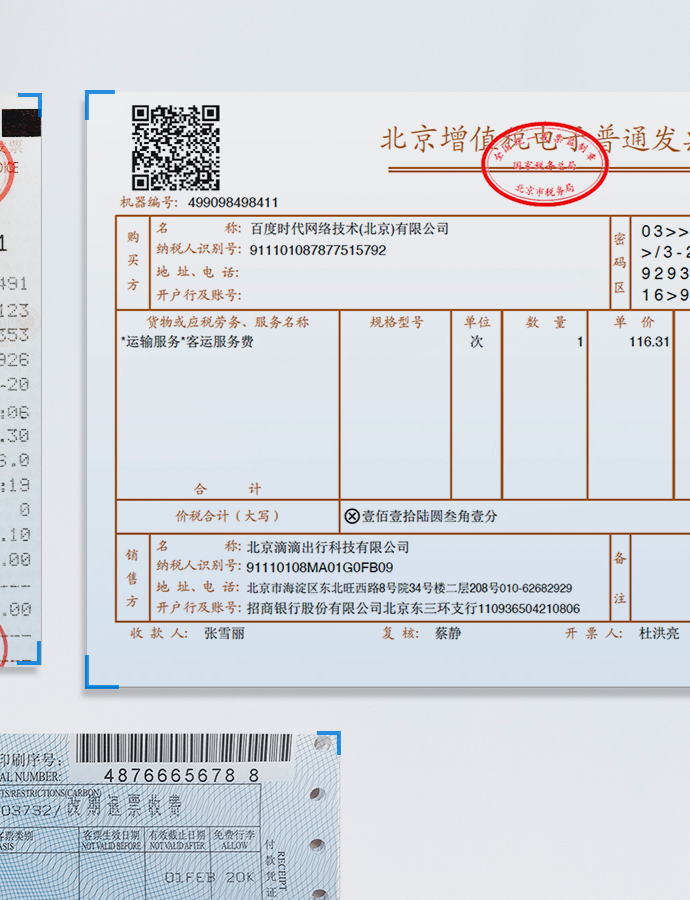 北京增值税电子普通发
全国统一发票监制章
国家税务总局
北京市税务局
机器编号: 499098498411
购买方
名称: 百度时代网络技术(北京)有限公司
纳税人识别号: 911101087877515792
地 址、电 话:
开户行及账号:
密码区
03>>
>/3-2
9293
16>9
货物或应税劳务、服务名称 规格型号 单位 数 量 单 价
*运输服务*客运服务费 次 1 116.31
合 计
价税合计(大写) ⊗壹佰壹拾陆圆叁角壹分
销售方
名称: 北京滴滴出行科技有限公司
纳税人识别号: 91110108MA01G0FB09
地 址、电 话: 北京市海淀区东北旺西路8号院34号楼二层208号010-62682929
开户行及账号: 招商银行股份有限公司北京东三环支行110936504210806
备注
收 款 人: 张雪丽 复 核: 蔡静 开 票 人: 杜洪亮
票
1
491
123
353
926
-20
:06
.30
6.0
:19
0
.10
.00
---
.00
---
印刷序号:
AL NUMBER: 4876665678 8
TS/RESTRICTIONS(CARBON)
03732/改期退票收费
客票类别 客票生效日期 有效截止日期 免费行李
ASIS NOT VALID BEFORE NOT VALID AFTER ALLOW
01FEB 20K
付款凭证
RECEIPT